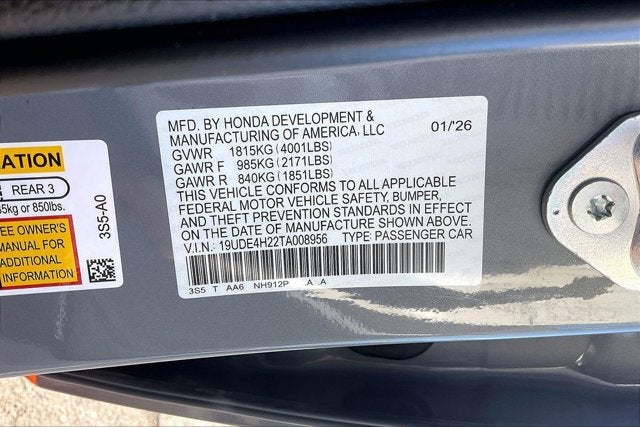 MFD. BY HONDA DEVELOPMENT &
MANUFACTURING OF AMERICA, LLC 01/'26
GVWR 1815KG(4001LBS)
GAWR F 985KG(2171LBS)
GAWR R 840KG(1851LBS)
THIS VEHICLE CONFORMS TO ALL APPLICABLE
FEDERAL MOTOR VEHICLE SAFETY, BUMPER,
AND THEFT PREVENTION STANDARDS IN EFFECT
ON THE DATE OF MANUFACTURE SHOWN ABOVE.
V.I.N.: 19UDE4H22TA008956 TYPE: PASSENGER CAR
3S5 T AA6 NH912P .A .A
REAR 3
or 850lbs.
OWNER'S
MANUAL FOR
ADDITIONAL
INFORMATION
3S5-A0